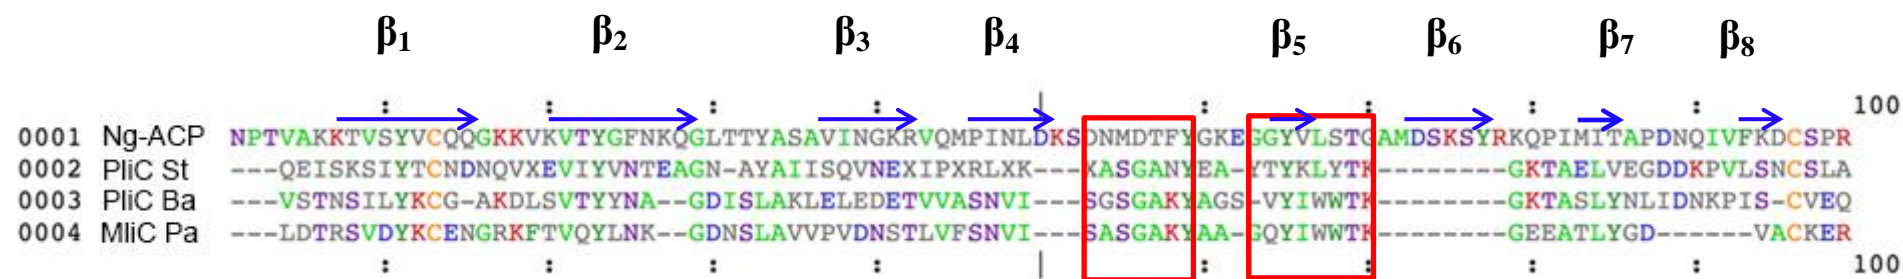 β1 β2 β3 β4 β5 β6 β7 β8
: : : : | : : : : 100
0001 Ng-ACP NPTVAKKTVSYVCQQGKKVKVTYGFNKQGLTTYASAVINGKRVQMPINLDKSDNMDTFYGKEGGYVLSTGAMDSKSYRKQPIMITAPDNQIVFKDCSPR
0002 PliC St ---QEISKSIYTCNDNQVXEVIYVNTEAGN-AYAIISQVNEXIPXRLXK---KASGANYEA-YTYKLYTK--------GKTAELVEGDDKPVLSNCSLA
0003 PliC Ba ---VSTNSILYKCG-AKDLSVTYYNA--GDISLAKLELEDETVVASNVI---SGSGAKYAGS-VYIWWTK--------GKTASLYNLIDNKPIS-CVEQ
0004 MliC Pa ---LDTRSVDYKCENGRKFTVQYLNK--GDNSLAVVPVDNSTLVFSNVI---SASGAKYAA-GQYIWWTK--------GEEATLYGD------VACKER
: : : : | : : : : 100